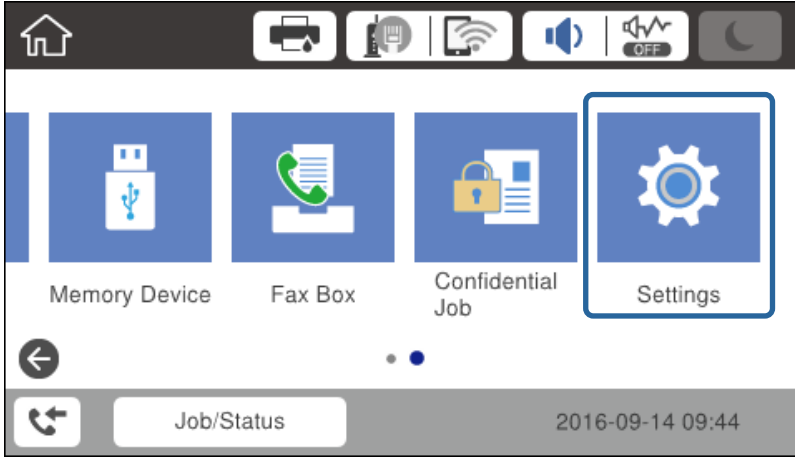 OFF
Memory Device
Fax Box
Confidential
Job
Settings
Job/Status
2016-09-14 09:44